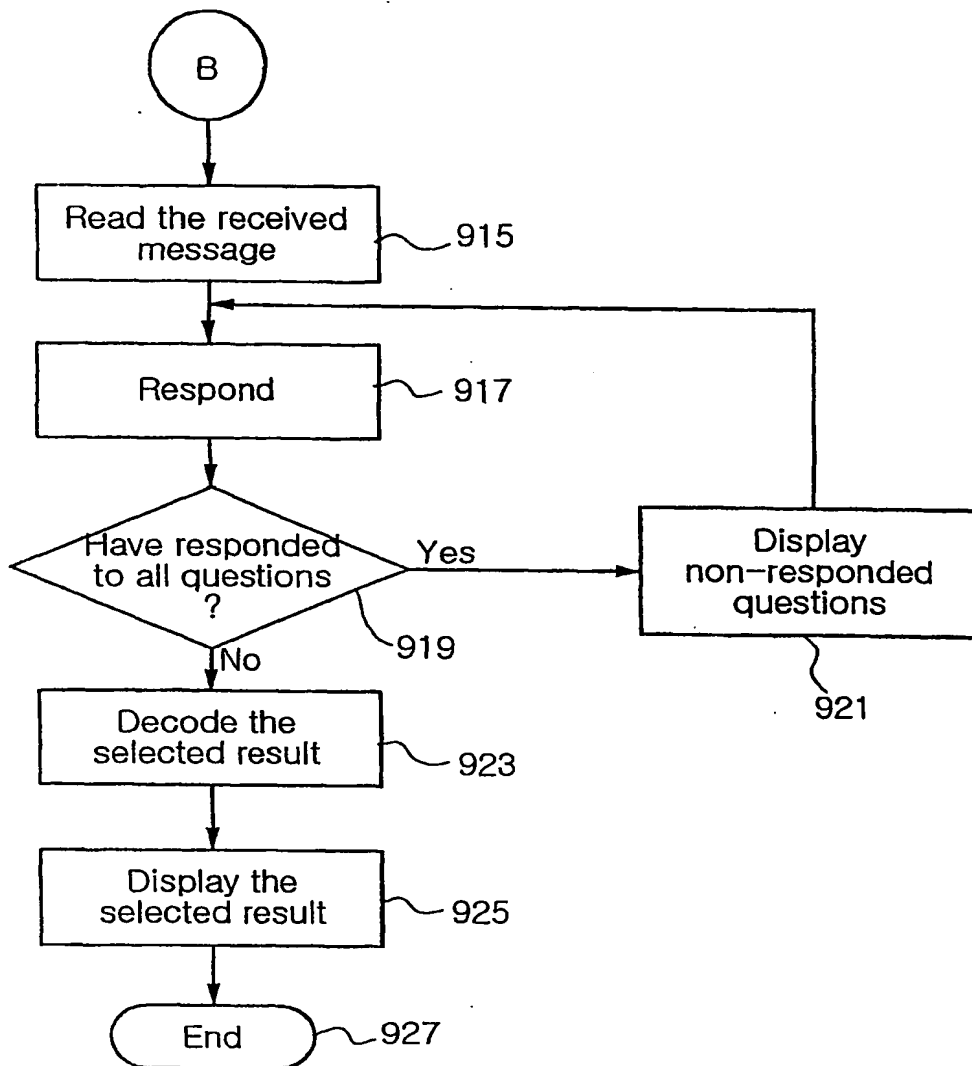 B
Read the received
message
915
Respond
917
Have responded
to all questions
?
919
Yes
Display
non-responded
questions
921
No
Decode the
selected result
923
Display the
selected result
925
End
927